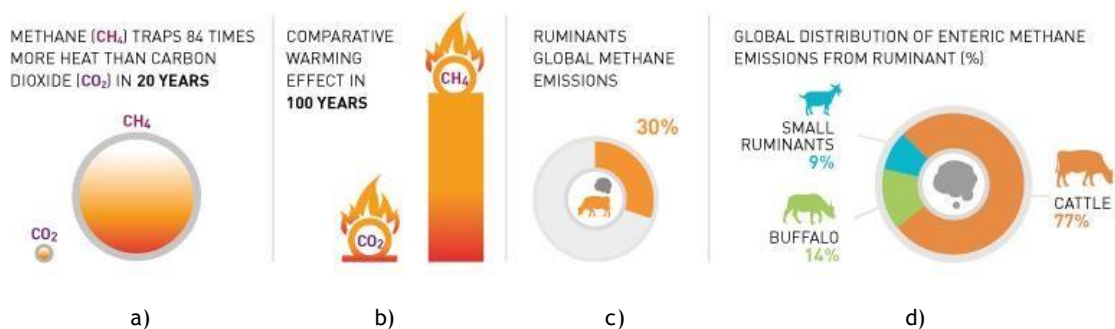 METHANE (CH₄) TRAPS 84 TIMES
MORE HEAT THAN CARBON
DIOXIDE (CO₂) IN 20 YEARS
CH₄
CO₂
COMPARATIVE
WARMING
EFFECT IN
100 YEARS
CH₄
CO₂
RUMINANTS
GLOBAL METHANE
EMISSIONS
30%
GLOBAL DISTRIBUTION OF ENTERIC METHANE
EMISSIONS FROM RUMINANT (%)
SMALL
RUMINANTS
9%
BUFFALO
14%
CATTLE
77%
a)
b)
c)
d)